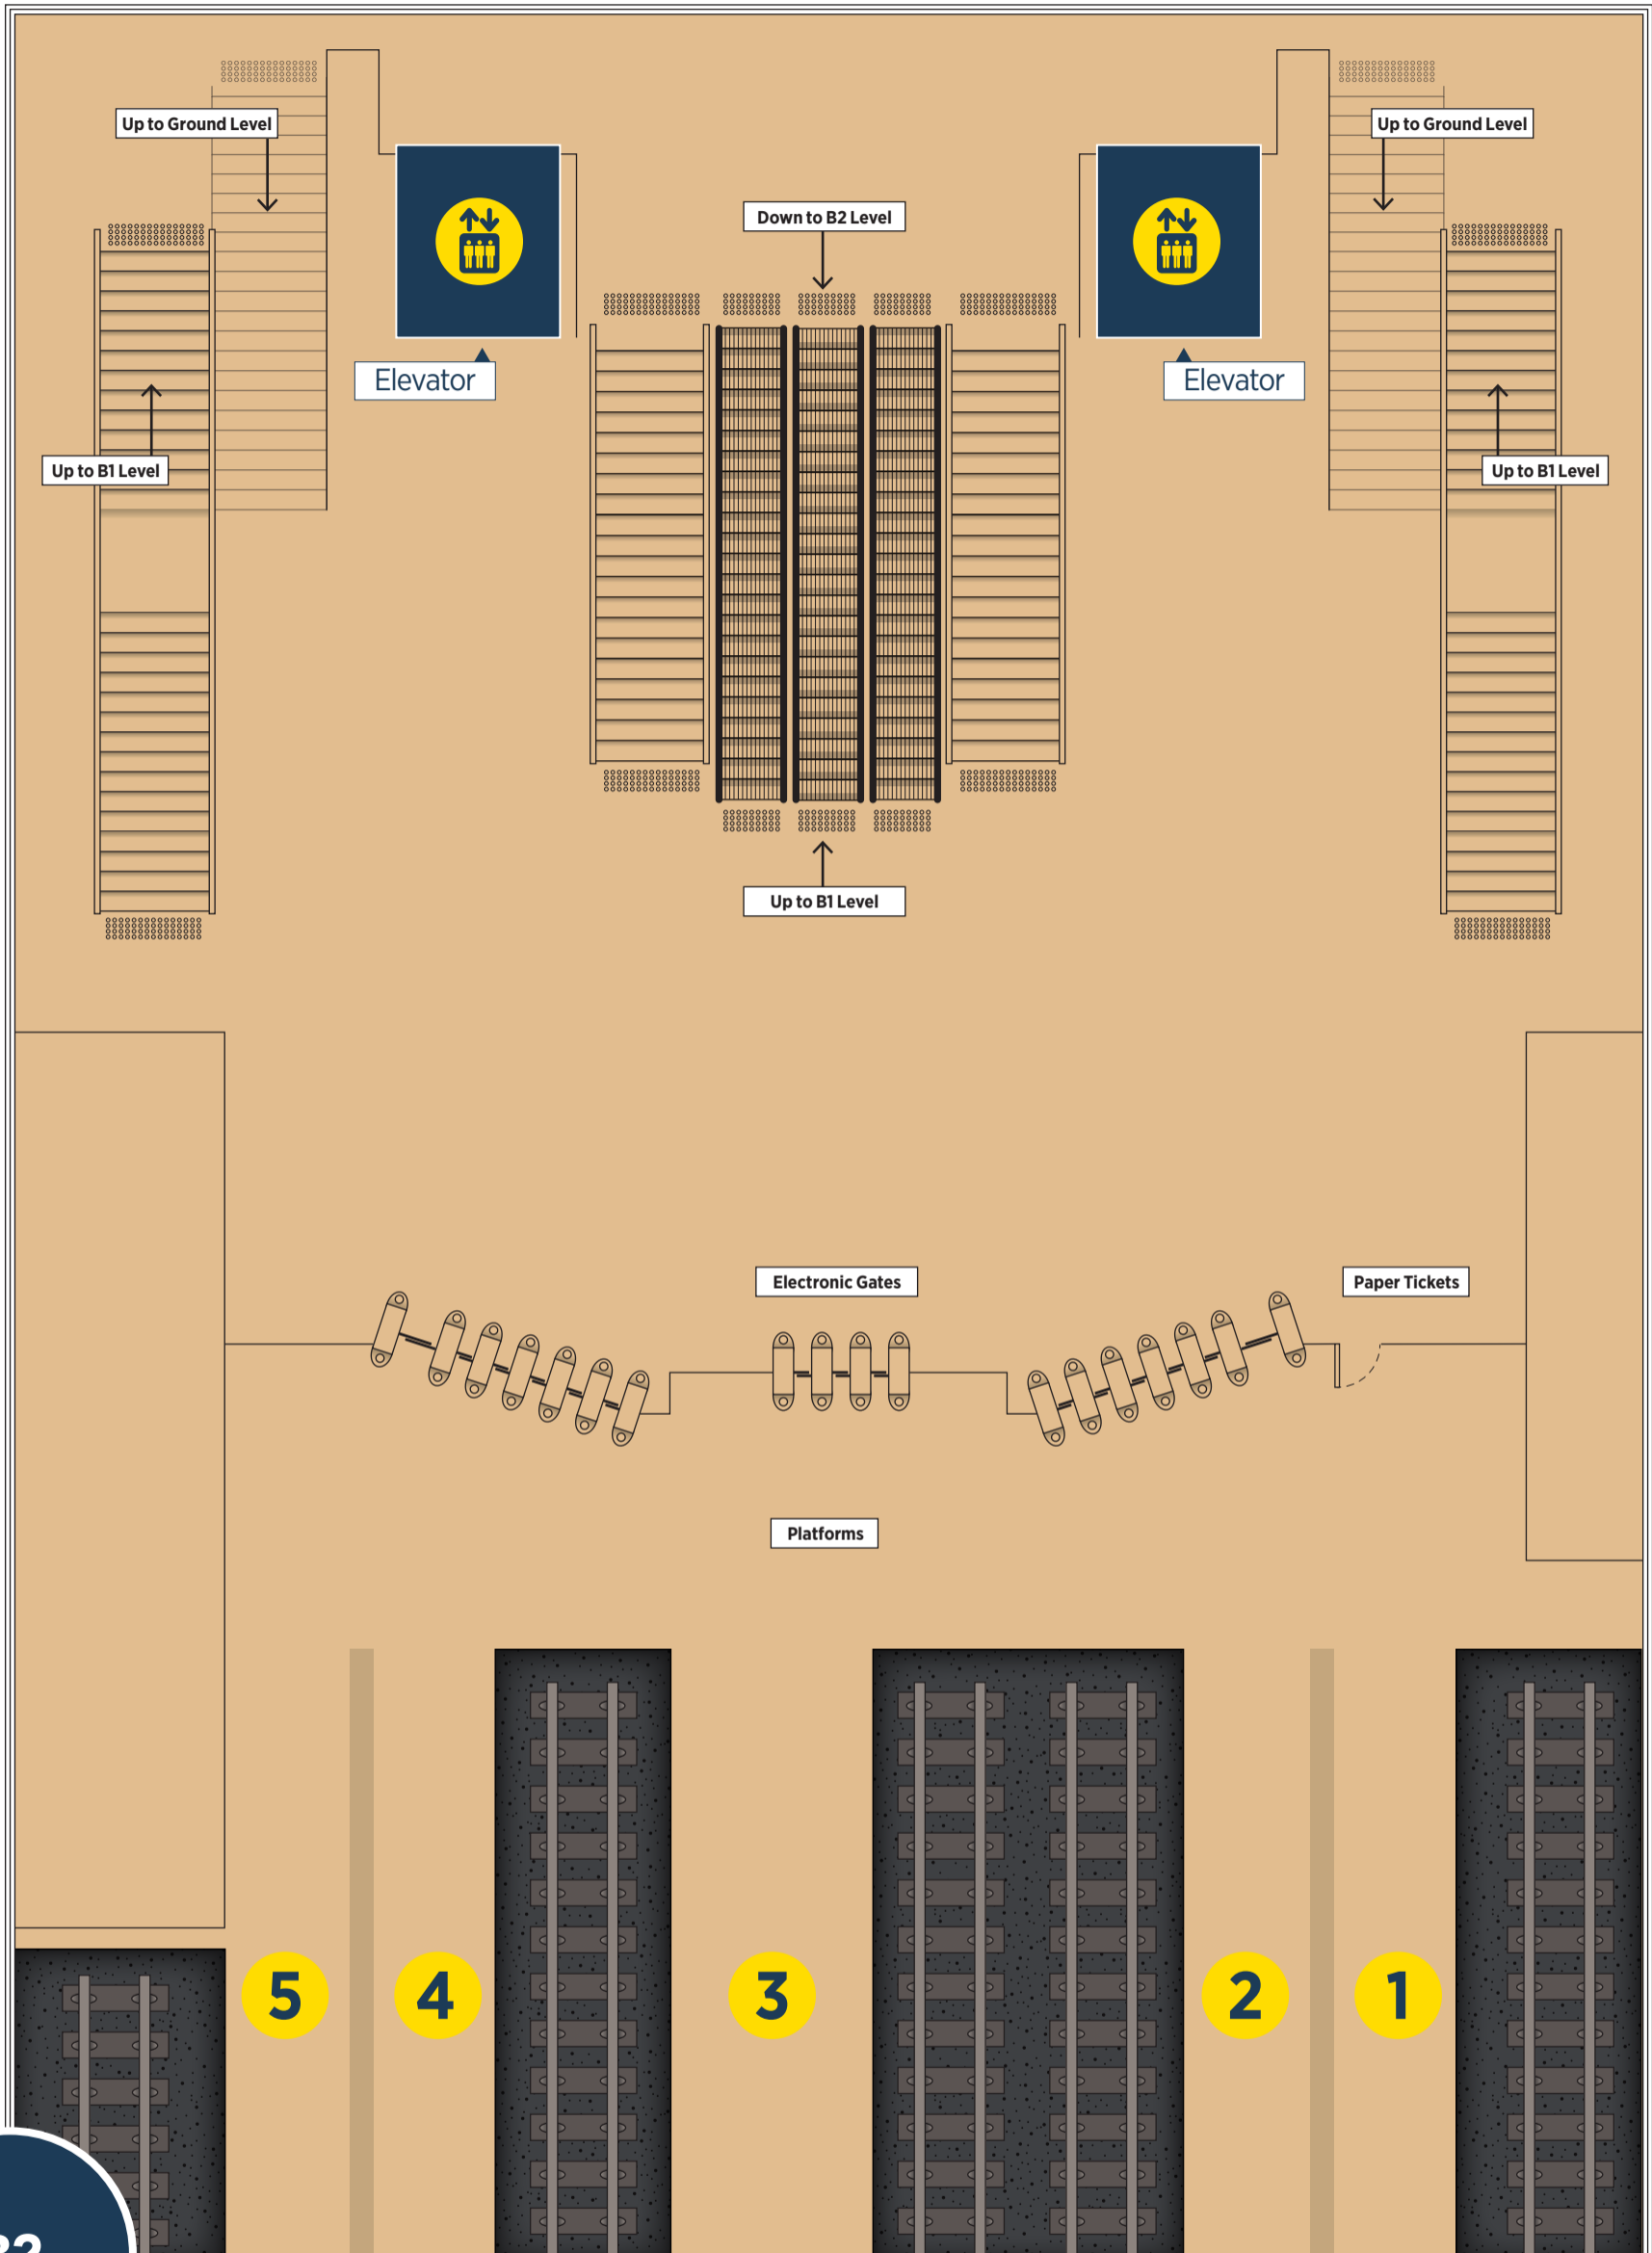 Up to Ground Level
Up to Ground Level
Down to B2 Level
Elevator
Elevator
Up to B1 Level
Up to B1 Level
Up to B1 Level
Electronic Gates
Paper Tickets
Platforms
5
4
3
2
1